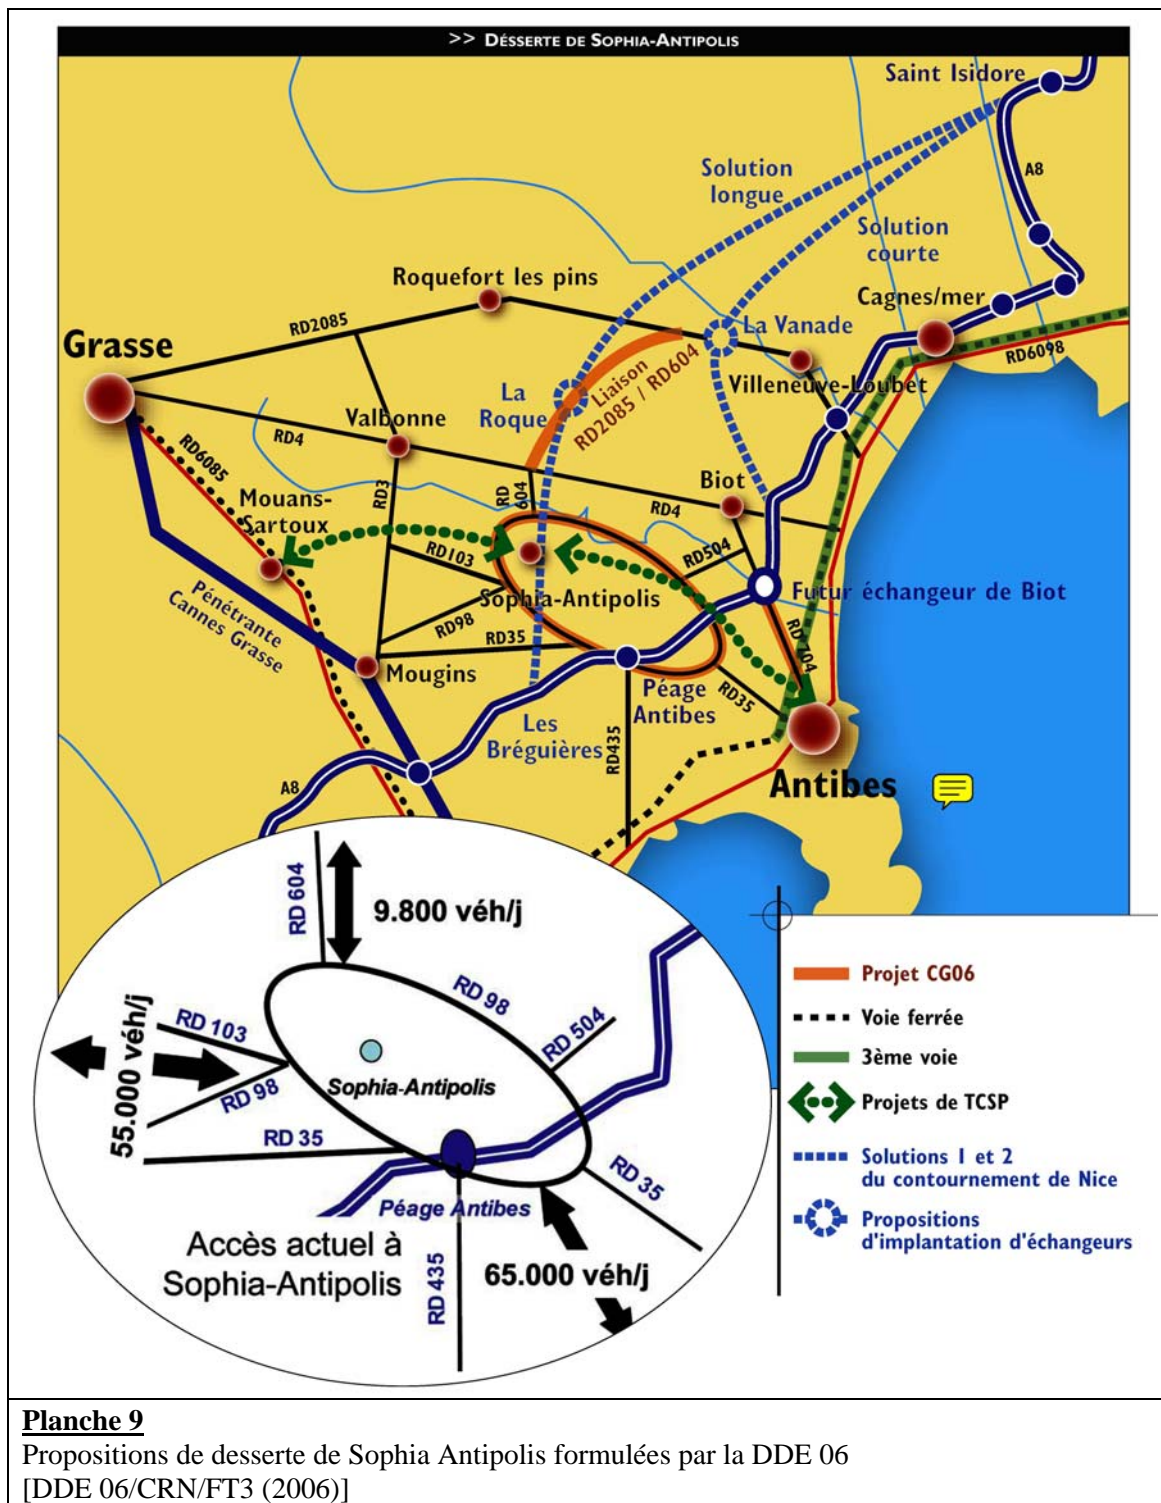 >> DÉSSERTE DE SOPHIA-ANTIPOLIS
Saint Isidore
A8
Solution
longue
Solution
courte
Cagnes/mer
RD6098
Roquefort les pins
RD2085
Grasse
La Vanade
Villeneuve-Loubet
Liaison
RD2085 / RD604
La
Roque
Valbonne
RD4
RD6085
RD3
Mouans-
Sartoux
RD
604
Biot
RD4
RD504
RD103
Sophia-Antipolis
Futur échangeur de Biot
RD98
RD35
Pénétrante
Cannes Grasse
Mougins
RD704
Péage
Antibes
RD35
Les
Bréguières
RD435
Antibes
A8
RD 604
9.800 véh/j
RD 98
RD 504
RD 103
55.000 véh/j
RD 98
Sophia-Antipolis
RD 35
RD 35
Péage Antibes
Accès actuel à
Sophia-Antipolis
RD 435
65.000 véh/j
Projet CG06
Voie ferrée
3ème voie
Projets de TCSP
Solutions 1 et 2
du contournement de Nice
Propositions
d'implantation d'échangeurs
Planche 9
Propositions de desserte de Sophia Antipolis formulées par la DDE 06
[DDE 06/CRN/FT3 (2006)]